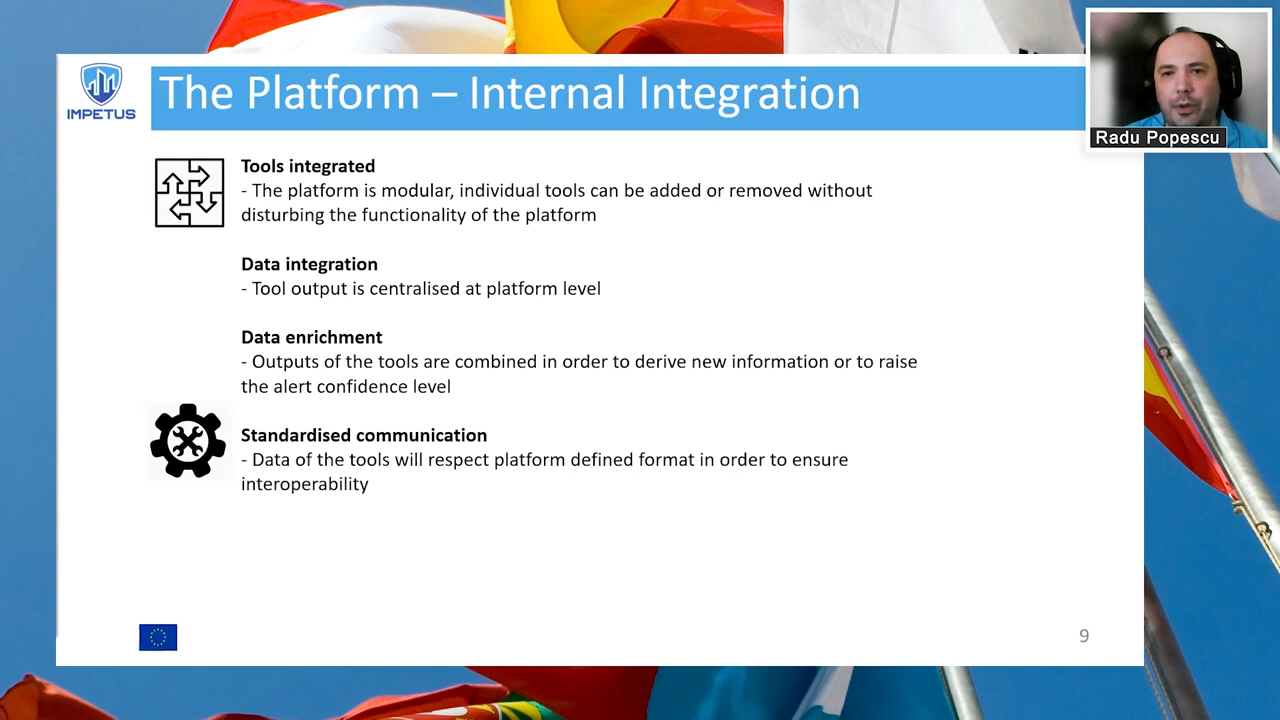 IMPETUS
The Platform – Internal Integration
Radu Popescu
Tools integrated
- The platform is modular, individual tools can be added or removed without
disturbing the functionality of the platform
Data integration
- Tool output is centralised at platform level
Data enrichment
- Outputs of the tools are combined in order to derive new information or to raise
the alert confidence level
Standardised communication
- Data of the tools will respect platform defined format in order to ensure
interoperability
9